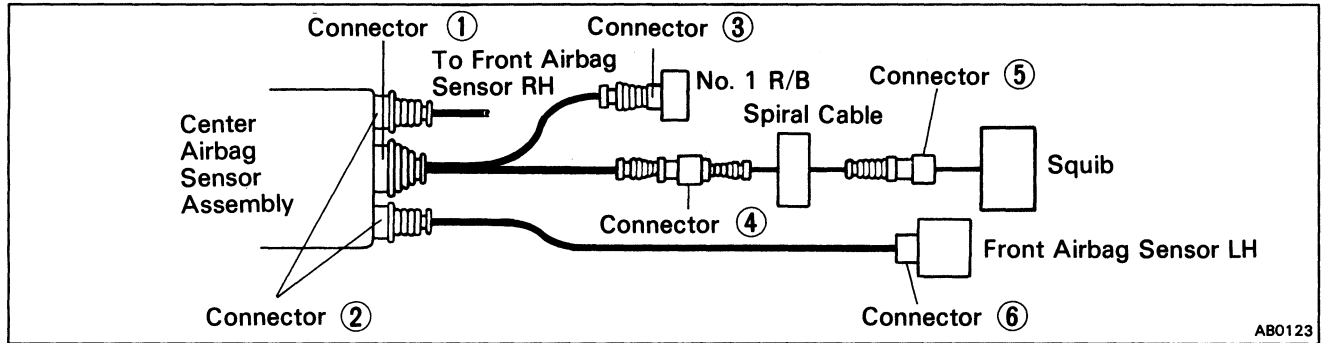 Connector ①
Connector ③
To Front Airbag
Sensor RH
No. 1 R/B
Connector ⑤
Spiral Cable
Center
Airbag
Sensor
Assembly
Squib
Connector ④
Front Airbag Sensor LH
Connector ②
Connector ⑥
AB0123